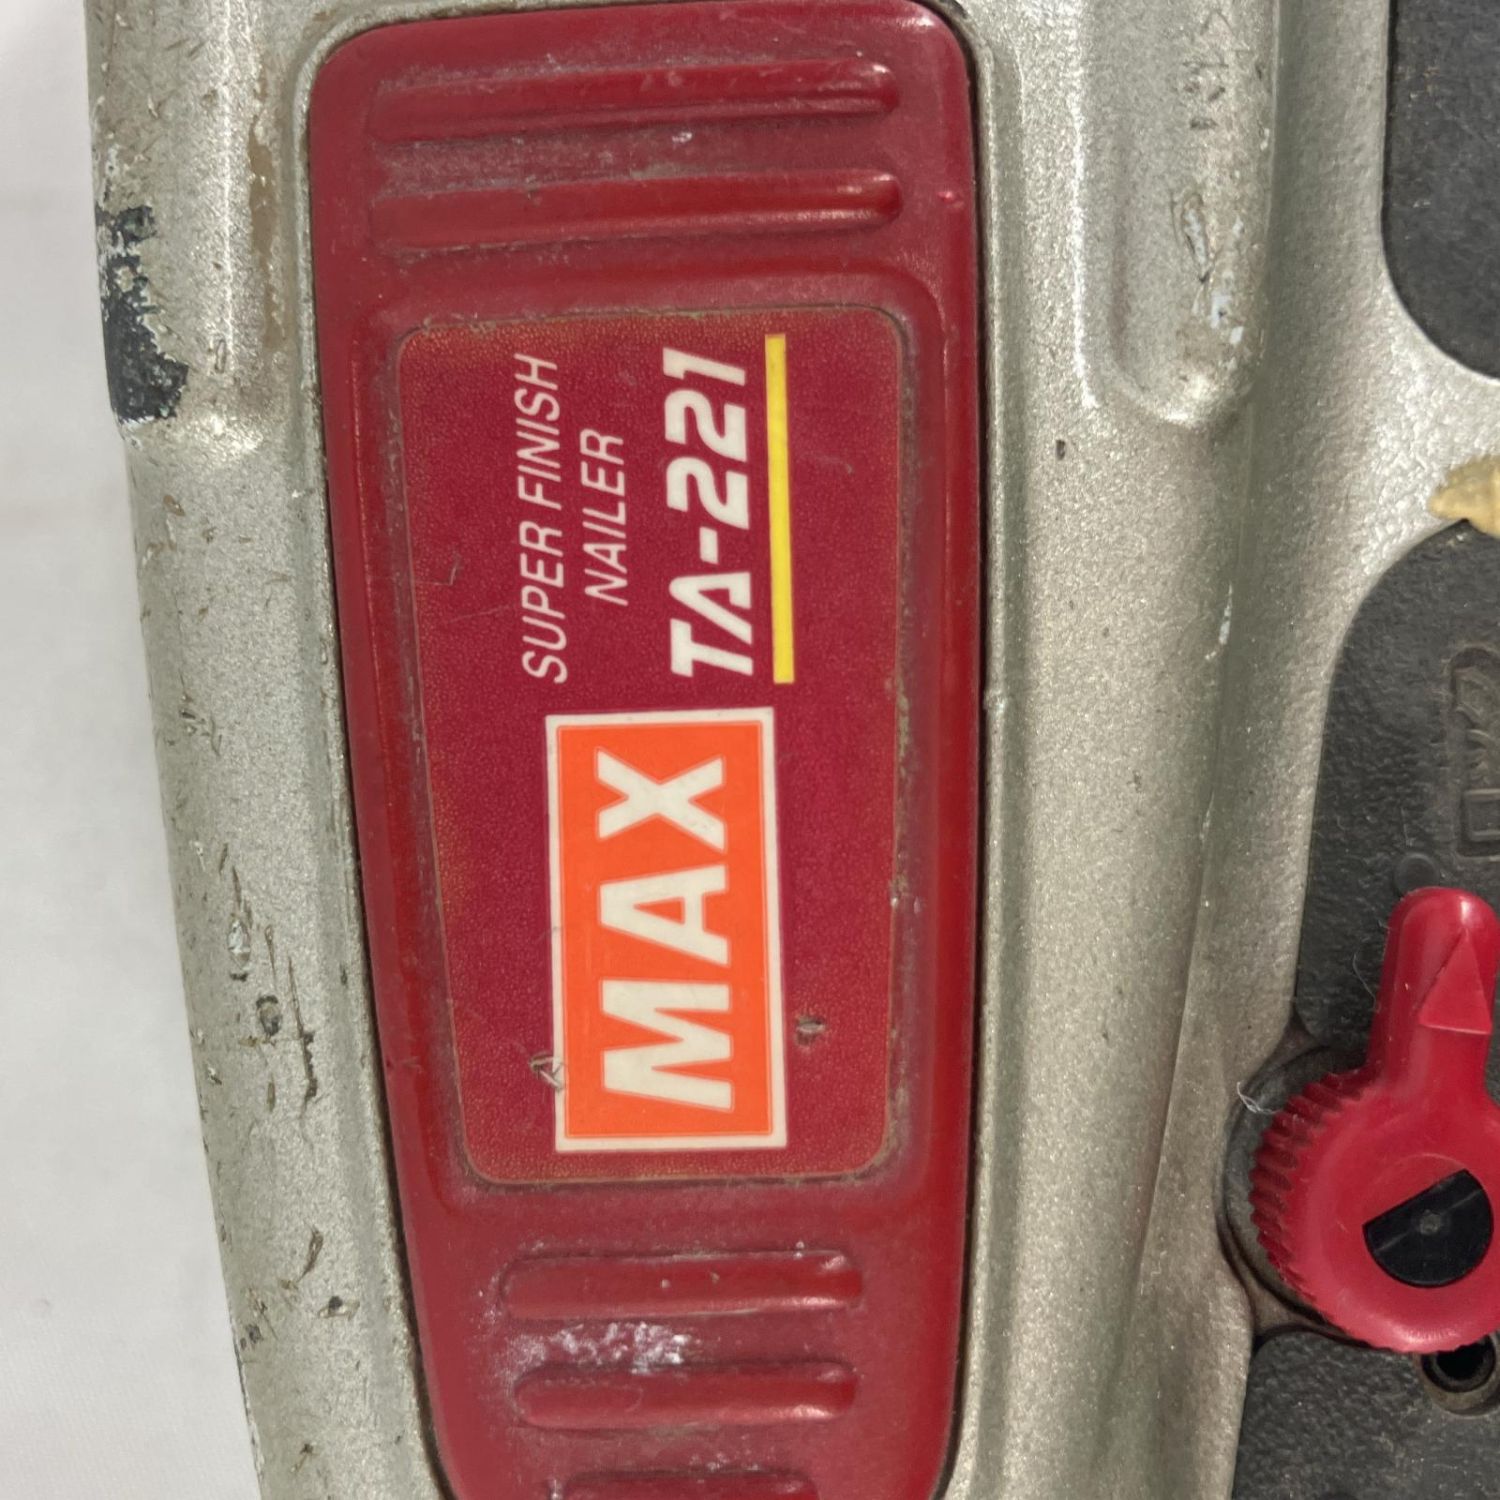 SUPER FINISH
NAILER
TA-221
MAX